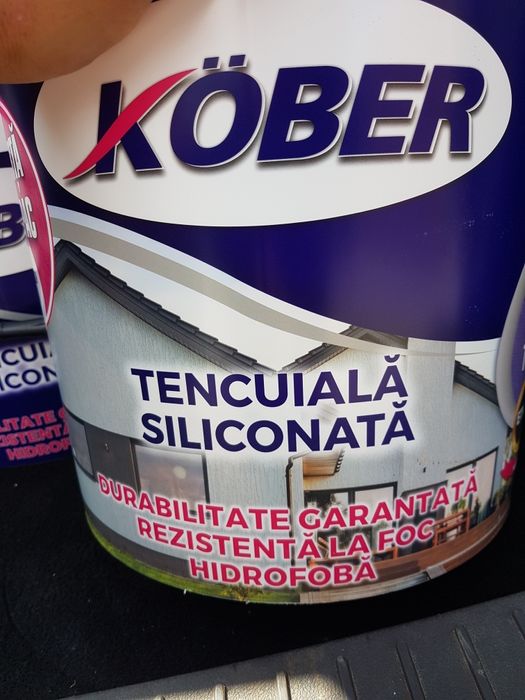 KÖBER
TENCUIALĂ
SILICONATĂ
DURABILITATE GARANTATĂ
REZISTENTĂ LA FOC
HIDROFOBĂ